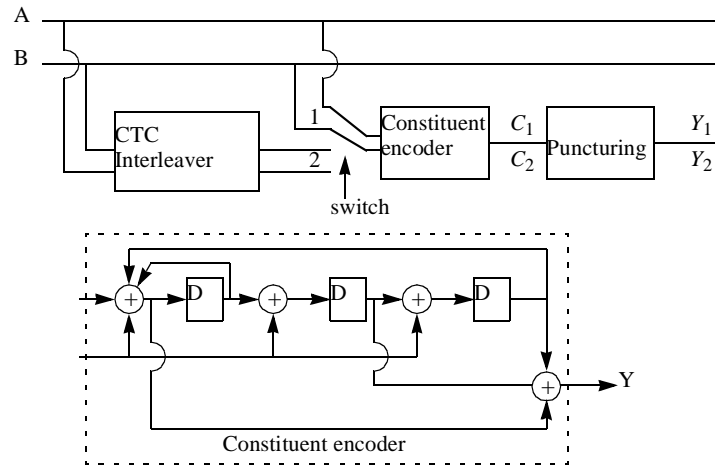 A
B
CTC
Interleaver
1
2
switch
Constituent
encoder
C1
C2
Puncturing
Y1
Y2
+ D + D + D
+ Y
Constituent encoder